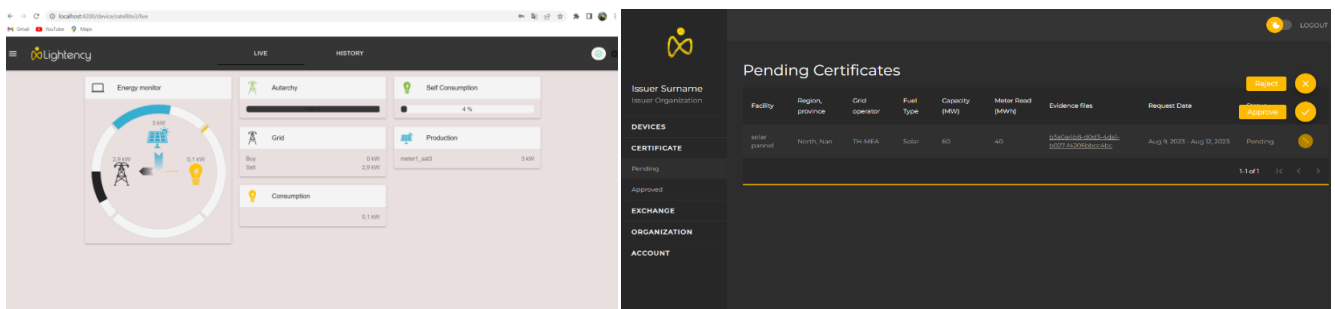 localhost:4200/device/satellite3/live
Gmail YouTube Maps
Lightency
LIVE HISTORY
Energy monitor
3 kW
2,9 kW
0,1 kW
Autarchy
Self Consumption
4 %
Grid
Buy 0 kW
Sell 2,9 kW
Production
meter1_sat3 3 kW
Consumption
0,1 kW
LOGOUT
Issuer Surname
Issuer Organization
DEVICES
CERTIFICATE
Pending
Approved
EXCHANGE
ORGANIZATION
ACCOUNT
Pending Certificates
Reject
Approve
Facility
Region, province
Grid operator
Fuel Type
Capacity (MW)
Meter Read (MWh)
Evidence files
Request Date
solar pannel
North, Nan
TH-MEA
Solar
60
40
Aug 9, 2023 - Aug 12, 2023
Pending
1-1 of 1